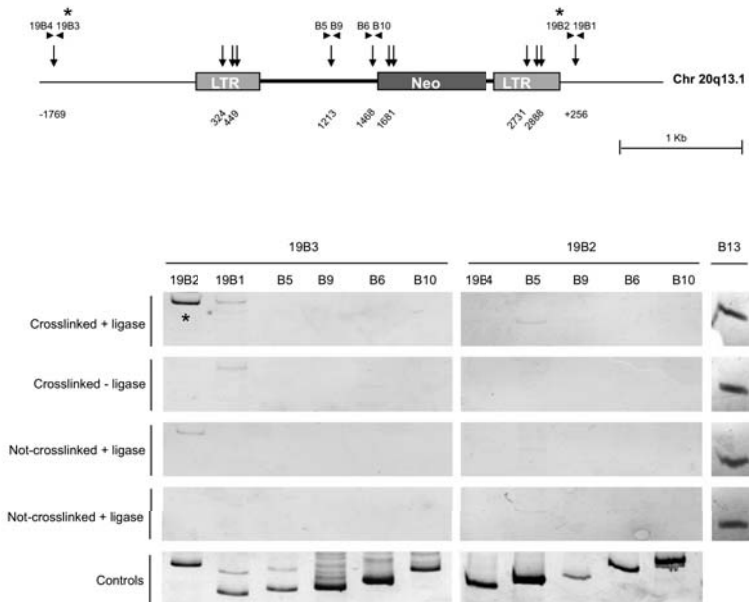 * *
19B4 19B3 B5 B9 B6 B10 19B2 19B1
LTR Neo LTR Chr 20q13.1
-1769 324 449 1213 1468 1681 2731 2888 +256
1 Kb
19B3 19B2 B13
19B2 19B1 B5 B9 B6 B10 19B4 B5 B9 B6 B10
Crosslinked + ligase
*
Crosslinked - ligase
Not-crosslinked + ligase
Not-crosslinked + ligase
Controls
**